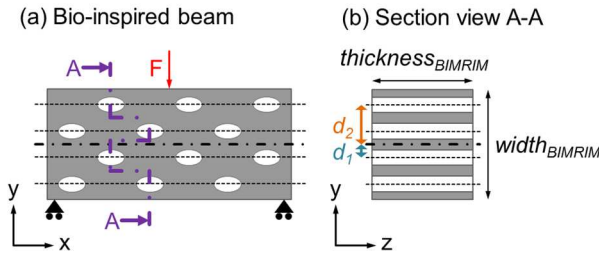 (a) Bio-inspired beam
(b) Section view A-A
A
F
thickness_BIMRIM
d_2
d_1
width_BIMRIM
y
A
x
y
z